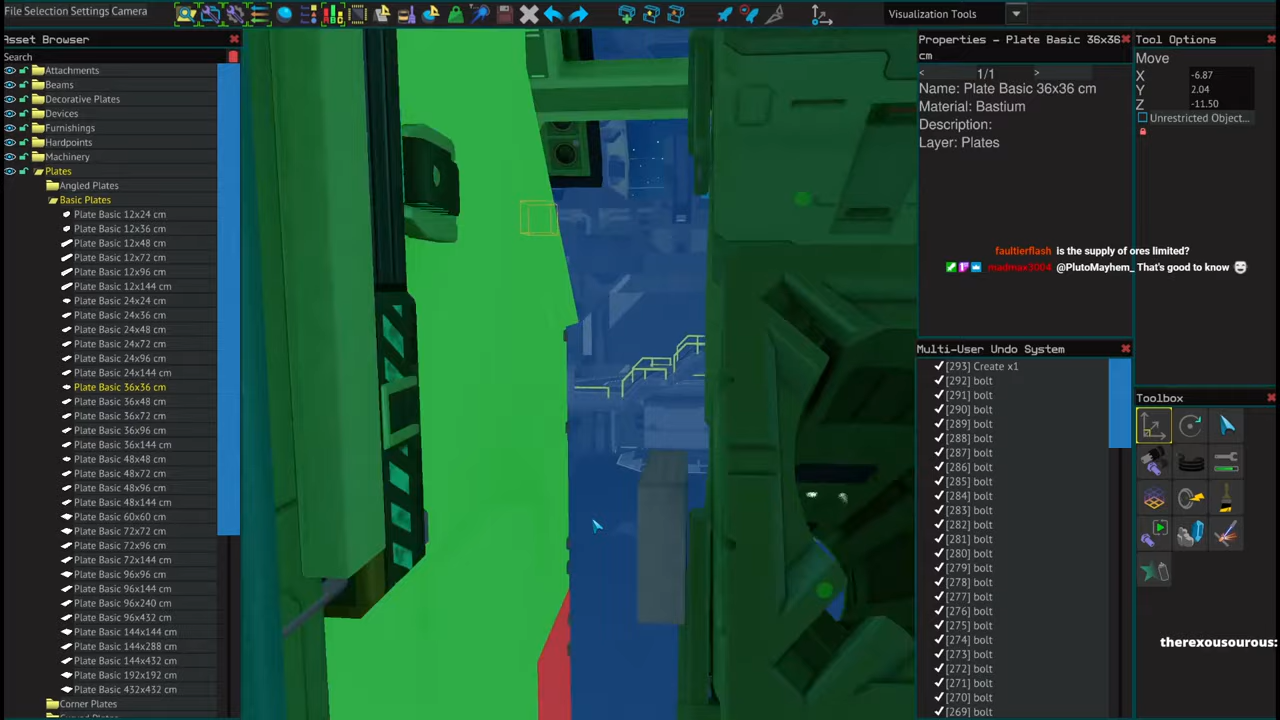 File Selection Settings Camera
Visualization Tools
Asset Browser
Search
Attachments
Beams
Decorative Plates
Devices
Furnishings
Hardpoints
Machinery
Plates
Angled Plates
Basic Plates
Plate Basic 12x24 cm
Plate Basic 12x36 cm
Plate Basic 12x48 cm
Plate Basic 12x72 cm
Plate Basic 12x96 cm
Plate Basic 12x144 cm
Plate Basic 24x24 cm
Plate Basic 24x36 cm
Plate Basic 24x48 cm
Plate Basic 24x72 cm
Plate Basic 24x96 cm
Plate Basic 24x144 cm
Plate Basic 36x36 cm
Plate Basic 36x48 cm
Plate Basic 36x72 cm
Plate Basic 36x96 cm
Plate Basic 36x144 cm
Plate Basic 48x48 cm
Plate Basic 48x72 cm
Plate Basic 48x96 cm
Plate Basic 48x144 cm
Plate Basic 60x60 cm
Plate Basic 72x72 cm
Plate Basic 72x96 cm
Plate Basic 72x144 cm
Plate Basic 96x96 cm
Plate Basic 96x144 cm
Plate Basic 96x240 cm
Plate Basic 96x432 cm
Plate Basic 144x144 cm
Plate Basic 144x288 cm
Plate Basic 144x432 cm
Plate Basic 192x192 cm
Plate Basic 432x432 cm
Corner Plates
Properties - Plate Basic 36x36
cm
< 1/1 >
Name: Plate Basic 36x36 cm
Material: Bastium
Description:
Layer: Plates
Tool Options
Move
X -6.87
Y 2.04
Z -11.50
Unrestricted Object...
faultierflash is the supply of ores limited?
madmax3004 @PlutoMayhem_ That's good to know
Multi-User Undo System
[293] Create x1
[292] bolt
[291] bolt
[290] bolt
[289] bolt
[288] bolt
[287] bolt
[286] bolt
[285] bolt
[284] bolt
[283] bolt
[282] bolt
[281] bolt
[280] bolt
[279] bolt
[278] bolt
[277] bolt
[276] bolt
[275] bolt
[274] bolt
[273] bolt
[272] bolt
[271] bolt
[270] bolt
[269] bolt
Toolbox
therexousourous: